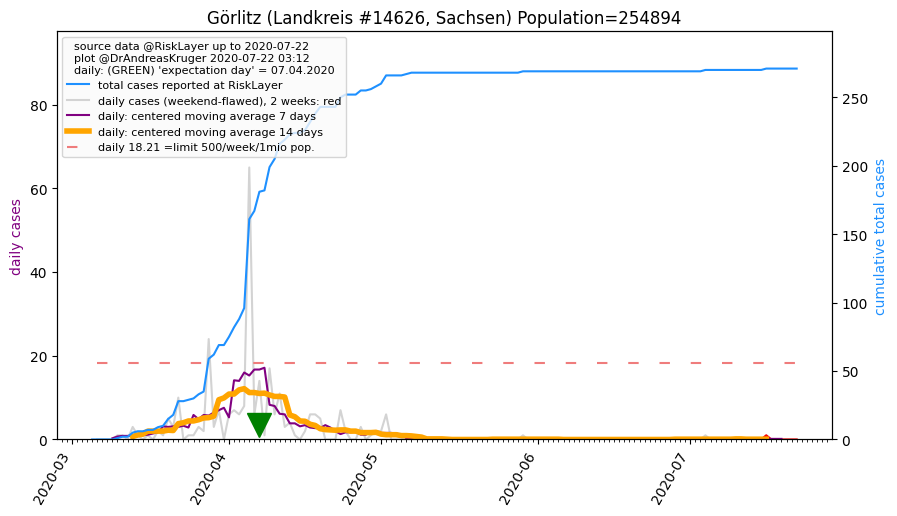 Görlitz (Landkreis #14626, Sachsen) Population=254894
source data @RiskLayer up to 2020-07-22
plot @DrAndreasKruger 2020-07-22 03:12
daily: (GREEN) 'expectation day' = 07.04.2020
total cases reported at RiskLayer
daily cases (weekend-flawed), 2 weeks: red
daily: centered moving average 7 days
daily: centered moving average 14 days
daily 18.21 =limit 500/week/1mio pop.
daily cases
0
20
40
60
80
cumulative total cases
0
50
100
150
200
250
2020-03
2020-04
2020-05
2020-06
2020-07